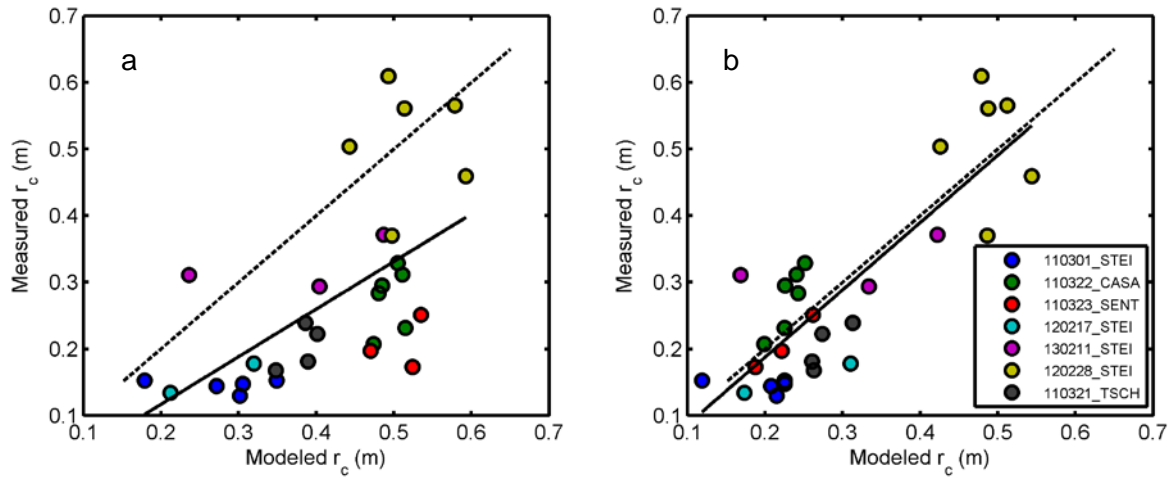 a
0.7
0.6
0.5
0.4
0.3
0.2
0.1
Measured r_c (m)
0.1 0.2 0.3 0.4 0.5 0.6 0.7
Modeled r_c (m)
b
0.7
0.6
0.5
0.4
0.3
0.2
0.1
Measured r_c (m)
0.1 0.2 0.3 0.4 0.5 0.6 0.7
Modeled r_c (m)
110301_STEI
110322_CASA
110323_SENT
120217_STEI
130211_STEI
120228_STEI
110321_TSCH